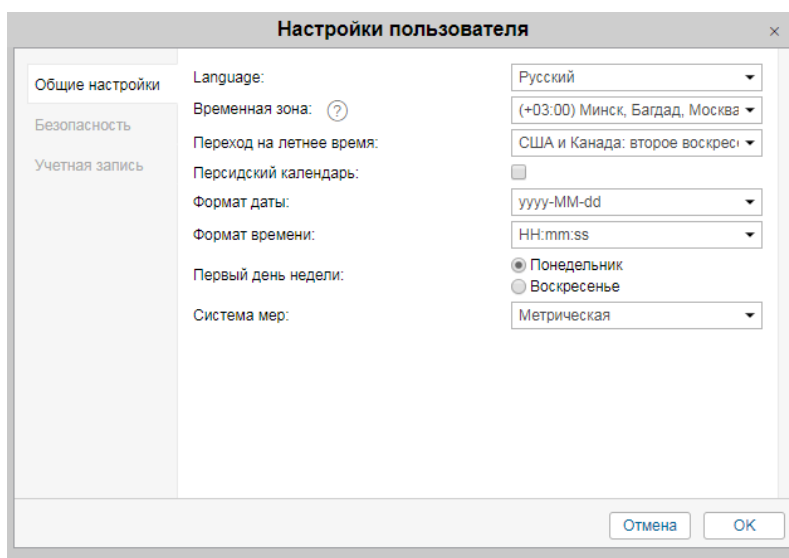 Настройки пользователя
Общие настройки
Безопасность
Учетная запись
Language: Русский
Временная зона: ? (+03:00) Минск, Багдад, Москва
Переход на летнее время: США и Канада: второе
Персидский календарь:
Формат даты: yyyy-MM-dd
Формат времени: HH:mm:ss
Первый день недели: Понедельник
Воскресенье
Система мер: Метрическая
Отмена OK